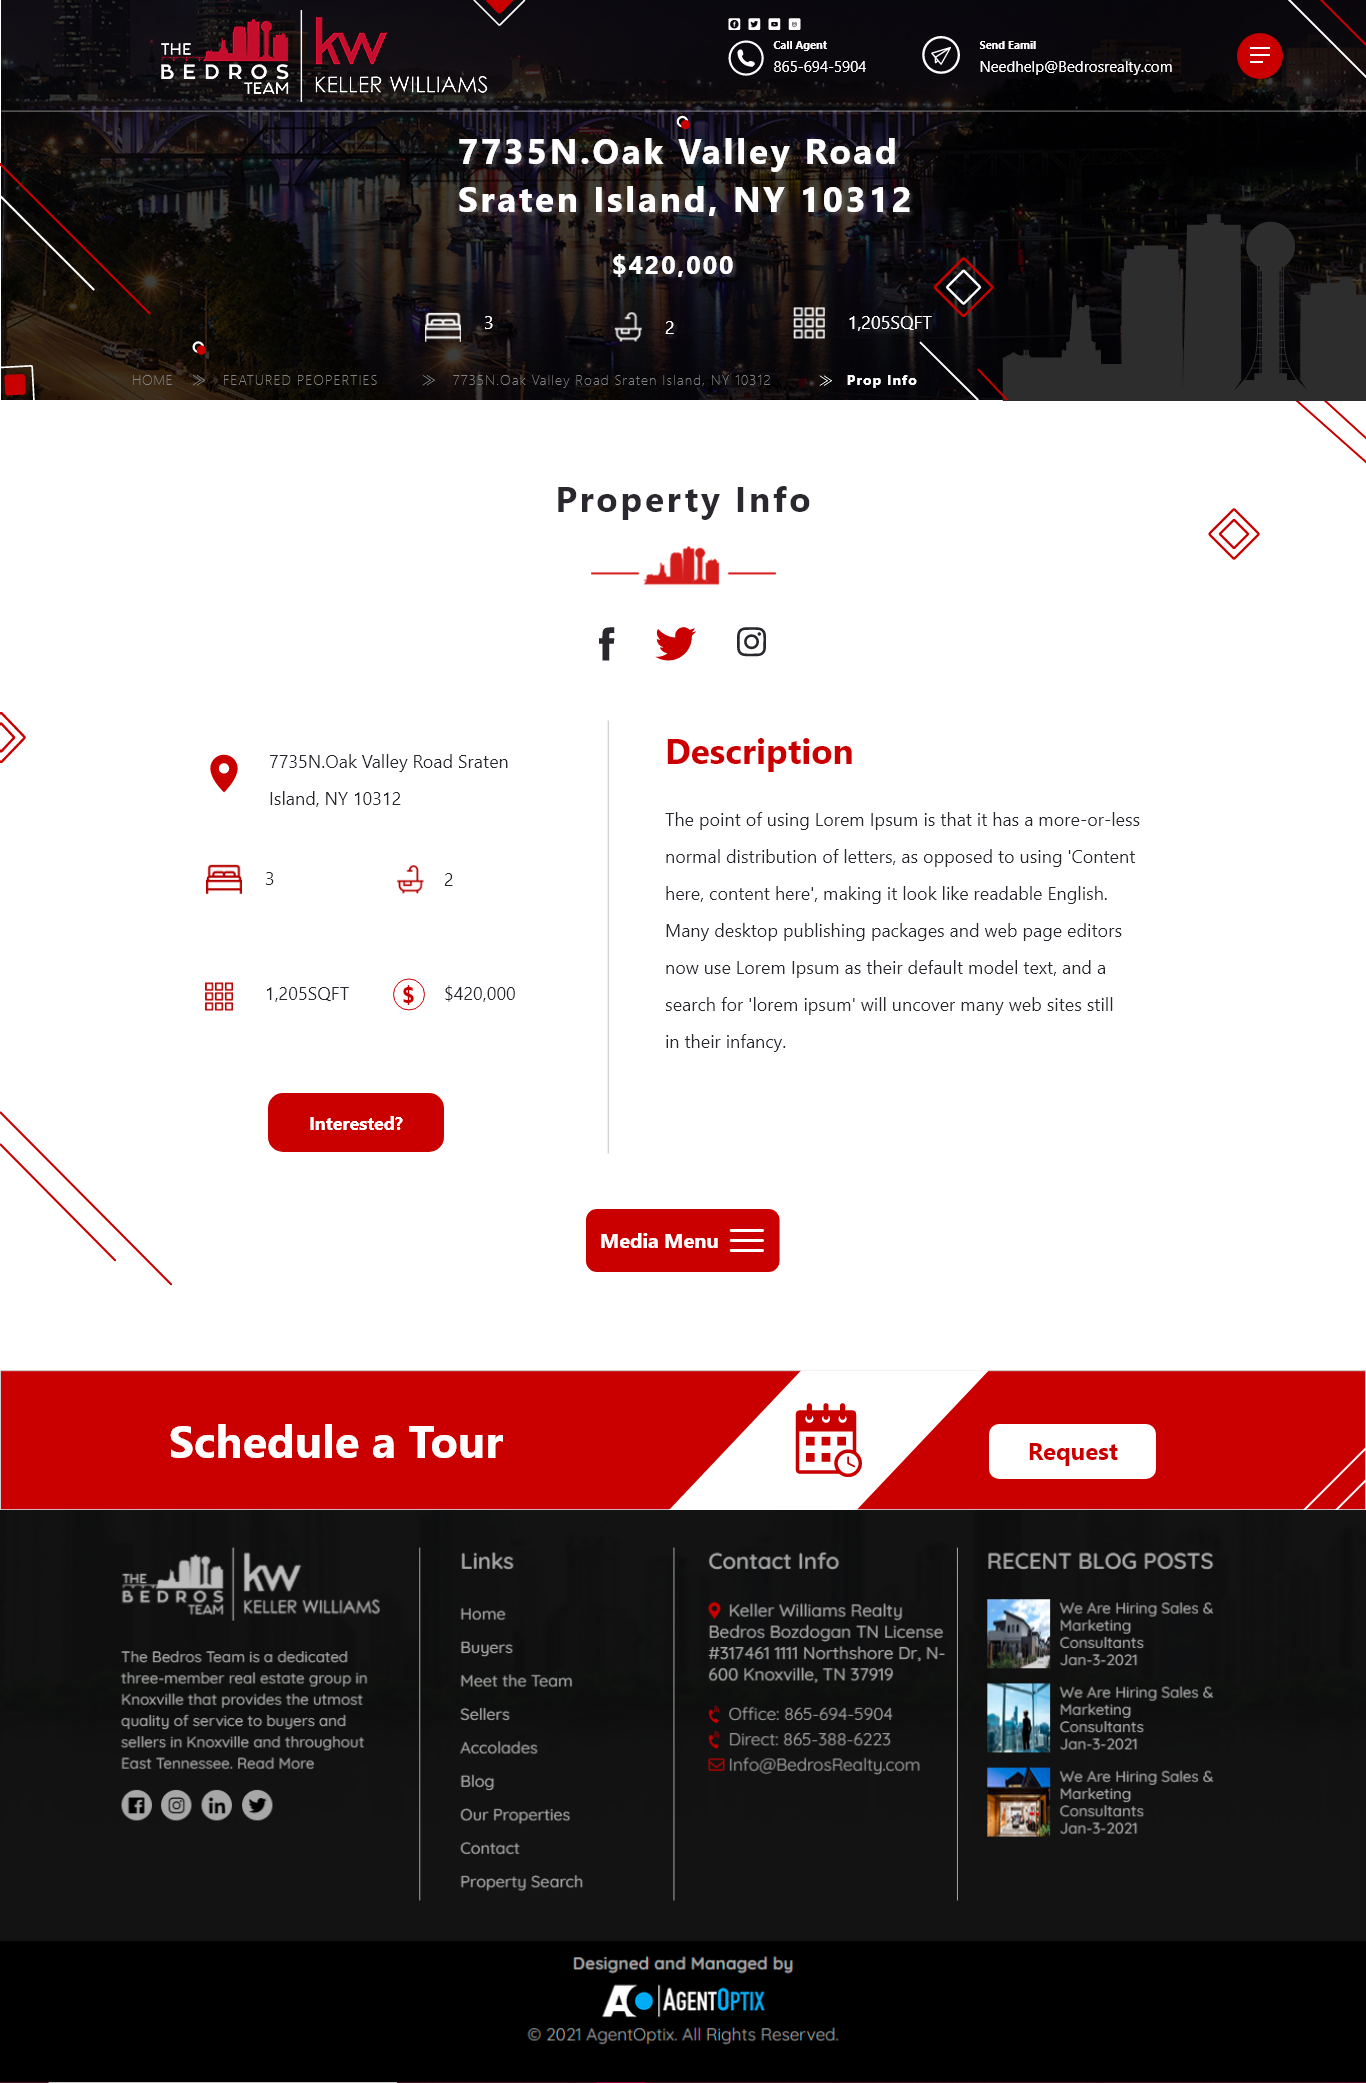 THE
BEDROS
TEAM
kw
KELLER WILLIAMS
Call Agent
865-694-5904
Send Eamil
Needhelp@Bedrosrealty.com
7735N.Oak Valley Road
Sraten Island, NY 10312
$420,000
3
2
1,205SQFT
HOME
FEATURED PEOPERTIES
7735N.Oak Valley Road Sraten Island, NY 10312
Prop Info
Property Info
7735N.Oak Valley Road Sraten
Island, NY 10312
3
2
1,205SQFT
$
$420,000
Interested?
Description
The point of using Lorem Ipsum is that it has a more-or-less
normal distribution of letters, as opposed to using 'Content
here, content here', making it look like readable English.
Many desktop publishing packages and web page editors
now use Lorem Ipsum as their default model text, and a
search for 'lorem ipsum' will uncover many web sites still
in their infancy.
Media Menu
Schedule a Tour
Request
THE
BEDROS
TEAM
kw
KELLER WILLIAMS
The Bedros Team is a dedicated
three-member real estate group in
Knoxville that provides the utmost
quality of service to buyers and
sellers in Knoxville and throughout
East Tennessee. Read More
Links
Home
Buyers
Meet the Team
Sellers
Accolades
Blog
Our Properties
Contact
Property Search
Contact Info
Keller Williams Realty
Bedros Bozdogan TN License
#317461 1111 Northshore Dr, N-
600 Knoxville, TN 37919
Office: 865-694-5904
Direct: 865-388-6223
Info@BedrosRealty.com
RECENT BLOG POSTS
We Are Hiring Sales &
Marketing
Consultants
Jan-3-2021
We Are Hiring Sales &
Marketing
Consultants
Jan-3-2021
We Are Hiring Sales &
Marketing
Consultants
Jan-3-2021
Designed and Managed by
AGENTOPTIX
© 2021 AgentOptix. All Rights Reserved.